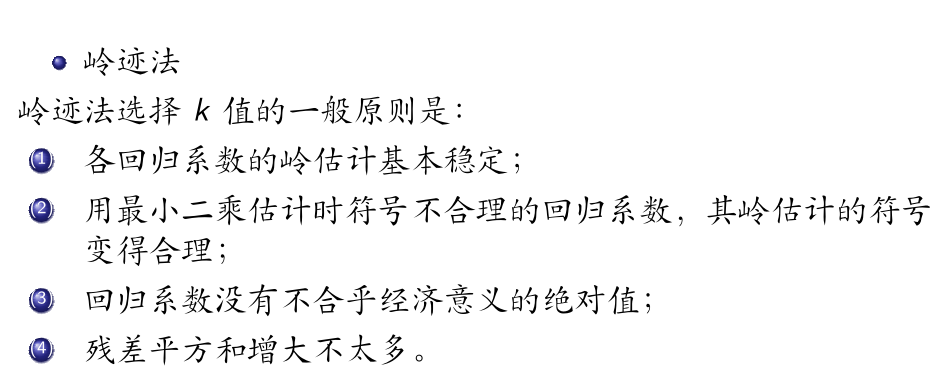 • 岭迹法
岭迹法选择 k 值的一般原则是：
1 各回归系数的岭估计基本稳定；
2 用最小二乘估计时符号不合理的回归系数，其岭估计的符号
变得合理；
3 回归系数没有不合乎经济意义的绝对值；
4 残差平方和增大不太多。